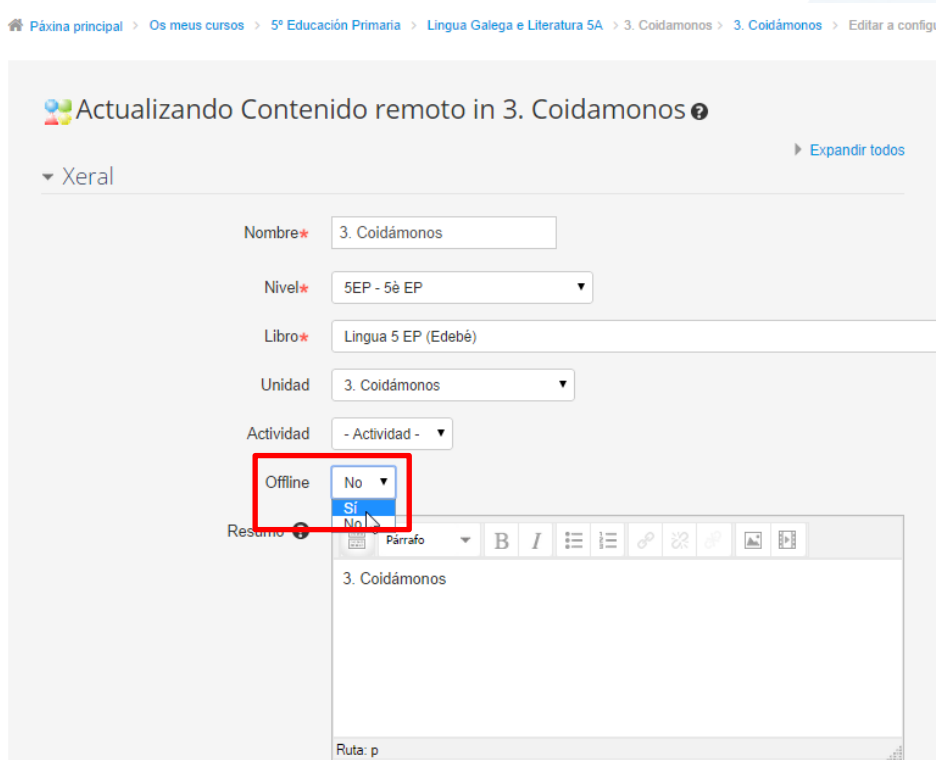 Páxina principal > Os meus cursos > 5º Educación Primaria > Lingua Galega e Literatura 5A > 3. Coidamonos > 3. Coidámonos > Editar a
Actualizando Contenido remoto in 3. Coidamonos
Expandir todos
Xeral
Nombre* 3. Coidámonos
Nivel* 5EP - 5è EP
Libro* Lingua 5 EP (Edebé)
Unidad 3. Coidámonos
Actividad - Actividad -
Offline No
Sí
No
Resumo
Párrafo B I
3. Coidámonos
Ruta: p